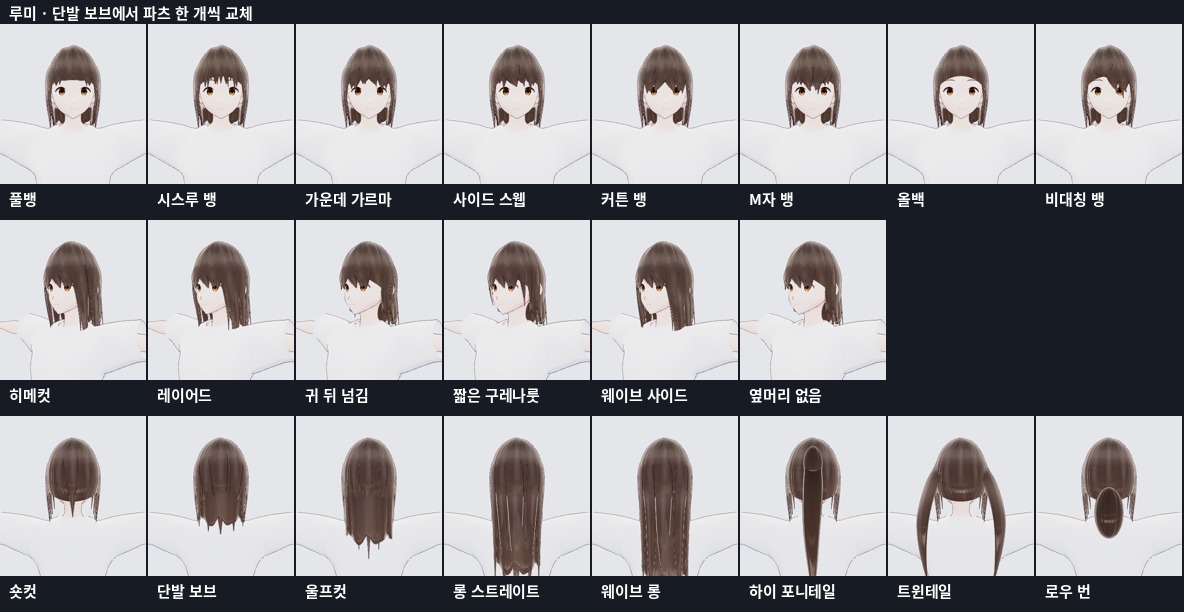 루미 · 단발 보브에서 파츠 한 개씩 교체
풀뱅 시스루 뱅 가운데 가르마 사이드 스웹 커튼 뱅 M자 뱅 올백 비대칭 뱅
히메컷 레이어드 귀 뒤 넘김 짧은 구레나룻 웨이브 사이드 옆머리 없음
숏컷 단발 보브 울프컷 롱 스트레이트 웨이브 롱 하이 포니테일 트윈테일 로우 번